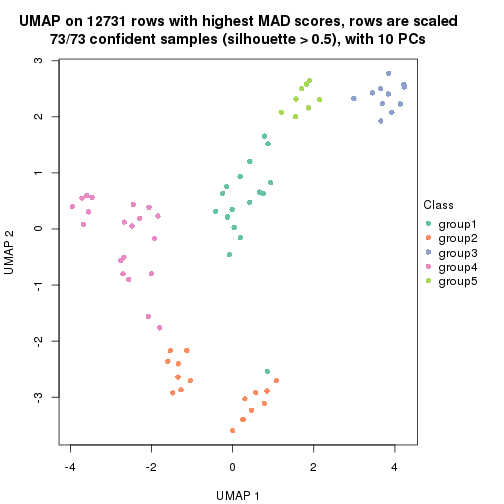 UMAP on 12731 rows with highest MAD scores, rows are scaled
73/73 confident samples (silhouette > 0.5), with 10 PCs
3
2
1
0
-1
-2
-3
UMAP 2
-4
-2
0
2
4
UMAP 1
Class
group1
group2
group3
group4
group5